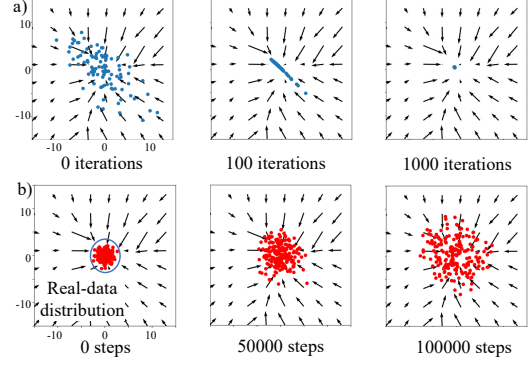 a)
10
0
-10
-10 0 10
0 iterations
100 iterations
1000 iterations
b)
10
0
-10
Real-data
distribution
-10 0 10
0 steps
50000 steps
100000 steps